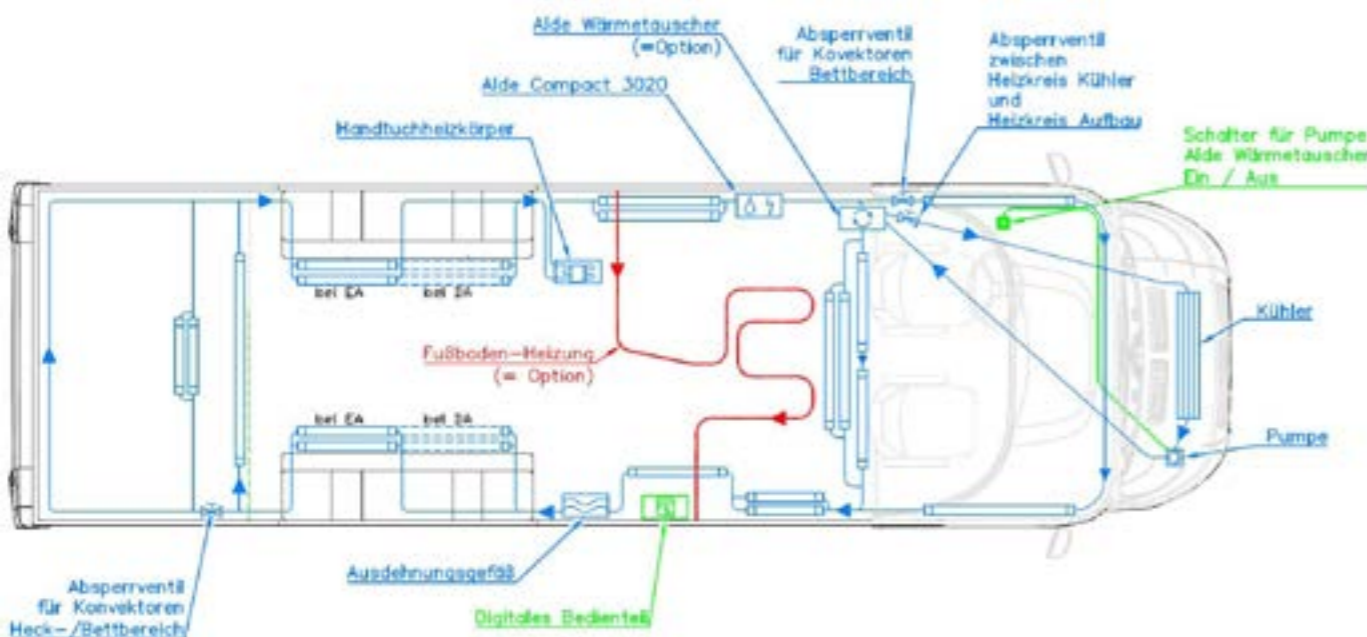 Alde Wärmetauscher
(=Option)
Absperrventil
für Kovektoren
Bettbereich
Absperrventil
zwischen
Heizkreis Kühler
und
Heizkreis Aufbau
Alde Compact 3020
Handtuchheizkörper
Schalter für Pumpe
Alde Wärmetauscher
Ein / Aus
bei EA
bei DA
Kühler
Fußboden-Heizung
(= Option)
bei EA
bei DA
Pumpe
Ausdehnungsgefäß
Absperrventil
für Konvektoren
Heck-/Bettbereich
Digitales Bedienteil